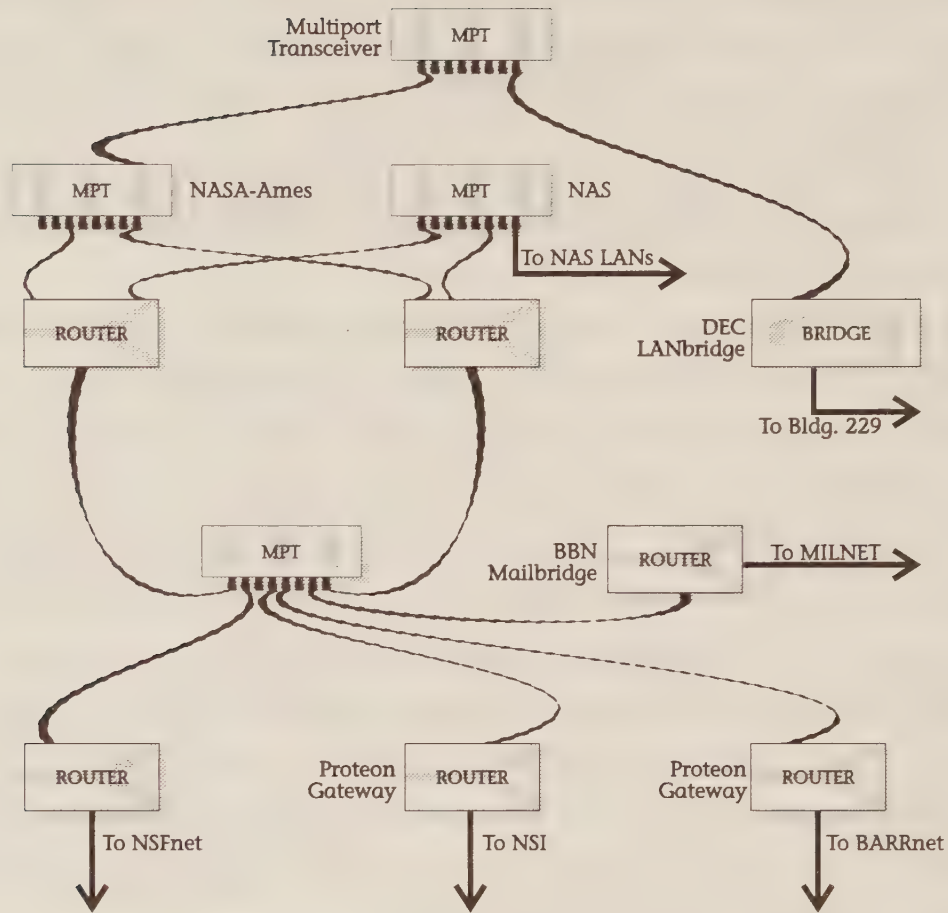 Multiport
Transceiver
MPT
MPT
NASA-Ames
MPT
NAS
To NAS LANs
ROUTER
ROUTER
DEC
LANbridge
BRIDGE
To Bldg. 229
MPT
BBN
Mailbridge
ROUTER
To MILNET
ROUTER
Proteon
Gateway
ROUTER
Proteon
Gateway
ROUTER
To NSFnet
To NSI
To BARRnet